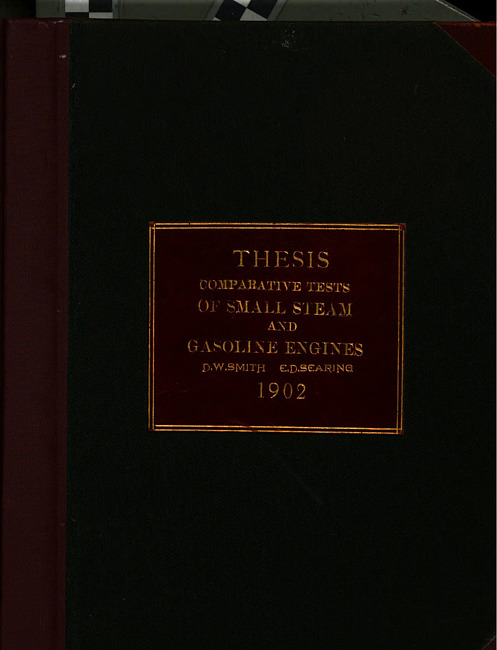 THESIS
COMPARATIVE TESTS
OF SMALL STEAM
AND
GASOLINE ENGINES
D.W.SMITH E.D.SEARING
1902